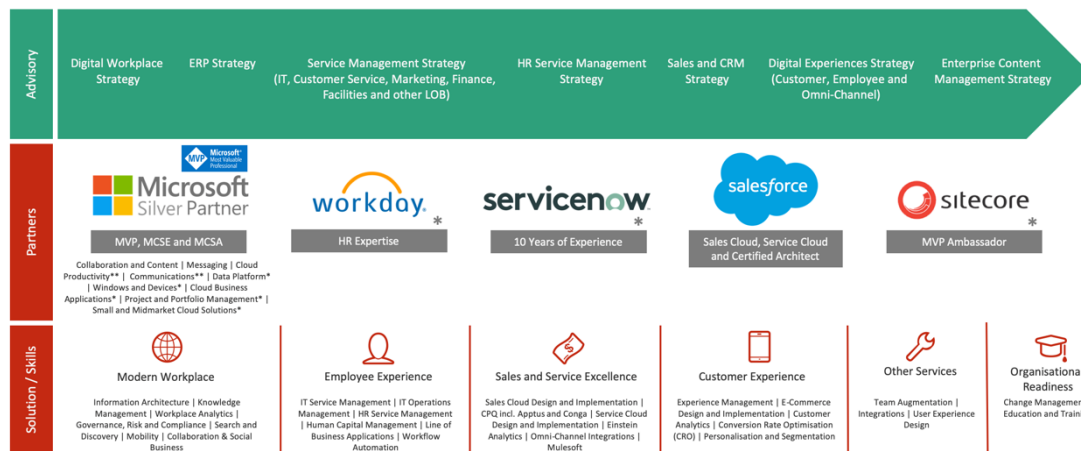 Advisory
Digital Workplace
Strategy
ERP Strategy
Service Management Strategy
(IT, Customer Service, Marketing, Finance,
Facilities and other LOB)
HR Service Management
Strategy
Sales and CRM
Strategy
Digital Experiences Strategy
(Customer, Employee and
Omni-Channel)
Enterprise Content
Management Strategy
Partners
MVP
Microsoft®
Most Valuable
Professional
Microsoft
Silver Partner
MVP, MCSE and MCSA
Collaboration and Content | Messaging | Cloud
Productivity** | Communications** | Data Platform*
| Windows and Devices* | Cloud Business
Applications* | Project and Portfolio Management* |
Small and Midmarket Cloud Solutions*
workday®
*
HR Expertise
servicenow™
*
10 Years of Experience
salesforce
Sales Cloud, Service Cloud
and Certified Architect
sitecore
*
MVP Ambassador
Solution / Skills
Modern Workplace
Information Architecture | Knowledge
Management | Workplace Analytics |
Governance, Risk and Compliance | Search and
Discovery | Mobility | Collaboration & Social
Business
Employee Experience
IT Service Management | IT Operations
Management | HR Service Management
| Human Capital Management | Line of
Business Applications | Workflow
Automation
$
Sales and Service Excellence
Sales Cloud Design and Implementation |
CPQ incl. Apptus and Conga | Service Cloud
Design and Implementation | Einstein
Analytics | Omni-Channel Integrations |
Mulesoft
Customer Experience
Experience Management | E-Commerce
Design and Implementation | Customer
Analytics | Conversion Rate Optimisation
(CRO) | Personalisation and Segmentation
Other Services
Team Augmentation |
Integrations | User Experience
Design
Organisationa
Readiness
Change Managemen
Education and Trainin